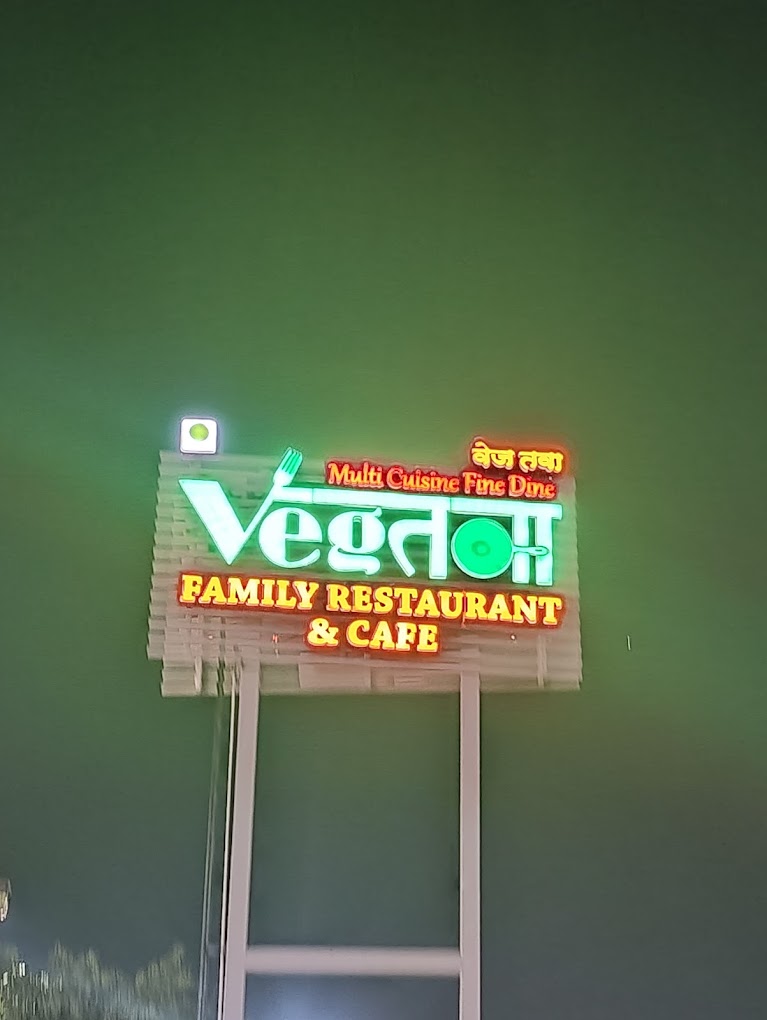 वेज तवा
Multi Cuisine Fine Dine
Vegतवा
FAMILY RESTAURANT
& CAFE